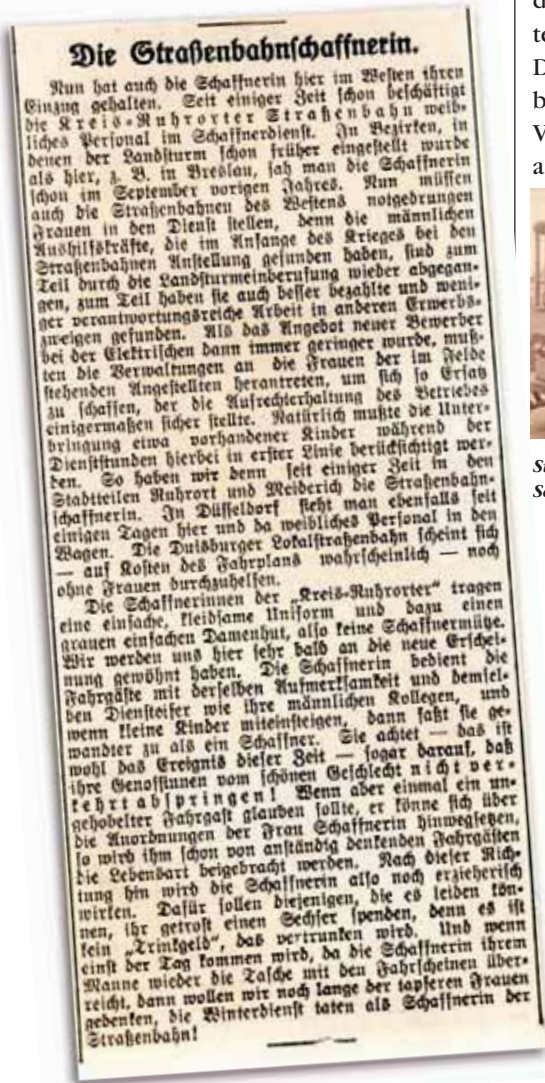 Die Straßenbahnschaffnerin.
Nun hat auch die Schaffnerin hier im Westen ihren
Einzug gehalten. Seit einiger Zeit schon beschäftigt
die Kreis-Ruhrorter Straßenbahn weib-
liches Personal im Schaffnerdienst. In Bezirken, in
denen der Landsturm schon früher eingestellt wurde
als hier, z. B. in Breslau, sah man die Schaffnerin
schon im September vorigen Jahres. Nun müssen
auch die Straßenbahnen des Westens notgedrungen
Frauen in den Dienst stellen, denn die männlichen
Aushilfskräfte, die im Anfange des Krieges bei den
Straßenbahnen Anstellung gefunden haben, sind zum
Teil durch die Landsturmeinberufung wieder abgegan-
gen, zum Teil haben sie auch besser bezahlte und weni-
ger verantwortungsreiche Arbeit in anderen Erwerbs-
zweigen gefunden. Als das Angebot neuer Bewerber
bei der Elektrischen dann immer geringer wurde, muß-
ten die Verwaltungen an die Frauen der im Felde
stehenden Angestellten herantreten, um sich so Ersatz
zu schaffen, der die Aufrechterhaltung des Betriebes
einigermaßen sicher stellte. Natürlich mußte die Unter-
bringung etwa vorhandener Kinder während der
Dienststunden hierbei in erster Linie berücksichtigt wer-
den. So haben wir denn seit einiger Zeit in den
Stadtteilen Ruhrort und Meiderich die Straßenbahn-
schaffnerin. In Düsseldorf sieht man ebenfalls seit
einigen Tagen hier und da weibliches Personal in den
Wagen. Die Duisburger Lokalstraßenbahn scheint sich
— auf Kosten des Fahrplans wahrscheinlich — noch
ohne Frauen durchzuhelfen.
Die Schaffnerinnen der „Kreis-Ruhrorter“ tragen
eine einfache, kleidsame Uniform und dazu einen
grauen einfachen Damenhut, also keine Schaffnermütze.
Wir werden uns hier sehr bald an die neue Erschei-
nung gewöhnt haben. Die Schaffnerin bedient die
Fahrgäste mit derselben Aufmerksamkeit und demsel-
ben Diensteifer wie ihre männlichen Kollegen, und
wenn kleine Kinder miteinsteigen, dann faßt sie ge-
wandter zu als ein Schaffner. Sie achtet — das ist
wohl das Ereignis dieser Zeit — sogar darauf, daß
ihre Genossinnen vom schönen Geschlecht nicht ver-
kehrt abspringen! Wenn aber einmal ein un-
gehobelter Fahrgast glauben sollte, er könne sich über
die Anordnungen der Frau Schaffnerin hinwegsetzen,
so wird ihm schon von anständig denkenden Fahrgästen
die Lebensart beigebracht werden. Nach dieser Rich-
tung hin wird die Schaffnerin also noch erzieherisch
wirken. Dafür sollen diejenigen, die es leiden kön-
nen, ihr getrost einen Sechser spenden, denn es ist
kein „Trinkgeld“, das vertrunken wird. Und wenn
einst der Tag kommen wird, da die Schaffnerin ihrem
Manne wieder die Tasche mit den Fahrscheinen über-
reicht, dann wollen wir noch lange der tapferen Frauen
gedenken, die Winterdienst taten als Schaffnerin der
Straßenbahn!